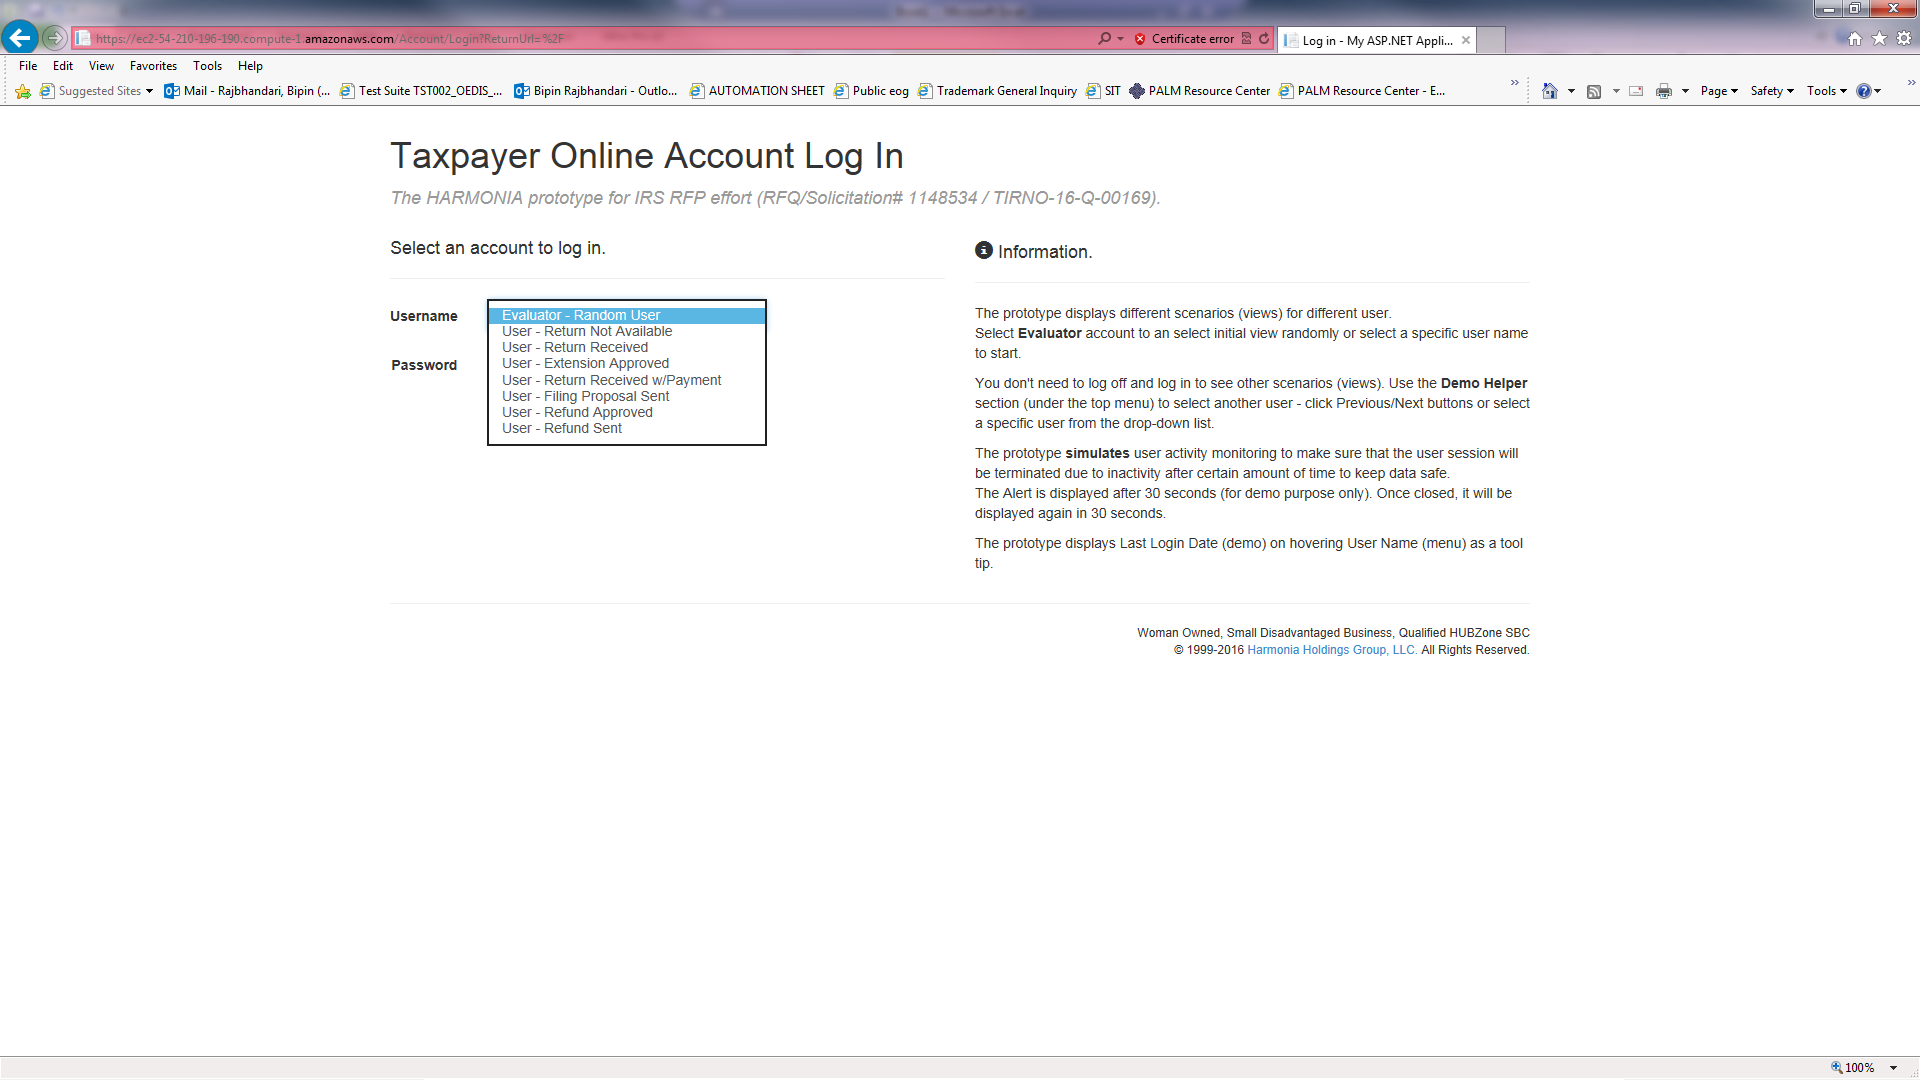 https://ec2-54-210-196-190.compute-1.amazonaws.com/Account/Login?ReturnUrl=%2F
Certificate error
Log in - My ASP.NET Appli...
File Edit View Favorites Tools Help
Suggested Sites
Mail - Rajbhandari, Bipin (...
Test Suite TST002_OEDIS_...
Bipin Rajbhandari - Outlo...
AUTOMATION SHEET
Public eog
Trademark General Inquiry
SIT
PALM Resource Center
PALM Resource Center - E...
Page
Safety
Tools
Taxpayer Online Account Log In
The HARMONIA prototype for IRS RFP effort (RFQ/Solicitation# 1148534 / TIRNO-16-Q-00169).
Select an account to log in.
Username
Evaluator - Random User
User - Return Not Available
User - Return Received
User - Extension Approved
User - Return Received w/Payment
User - Filing Proposal Sent
User - Refund Approved
User - Refund Sent
Password
Information.
The prototype displays different scenarios (views) for different user.
Select Evaluator account to an select initial view randomly or select a specific user name
to start.
You don't need to log off and log in to see other scenarios (views). Use the Demo Helper
section (under the top menu) to select another user - click Previous/Next buttons or select
a specific user from the drop-down list.
The prototype simulates user activity monitoring to make sure that the user session will
be terminated due to inactivity after certain amount of time to keep data safe.
The Alert is displayed after 30 seconds (for demo purpose only). Once closed, it will be
displayed again in 30 seconds.
The prototype displays Last Login Date (demo) on hovering User Name (menu) as a tool
tip.
Woman Owned, Small Disadvantaged Business, Qualified HUBZone SBC
© 1999-2016 Harmonia Holdings Group, LLC. All Rights Reserved.
100%